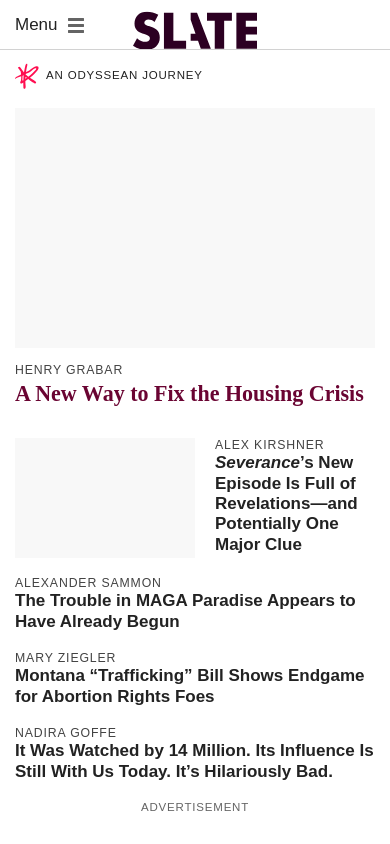 Menu
SLATE
AN ODYSSEAN JOURNEY
HENRY GRABAR
A New Way to Fix the Housing Crisis
ALEX KIRSHNER
Severance’s New
Episode Is Full of
Revelations—and
Potentially One
Major Clue
ALEXANDER SAMMON
The Trouble in MAGA Paradise Appears to
Have Already Begun
MARY ZIEGLER
Montana “Trafficking” Bill Shows Endgame
for Abortion Rights Foes
NADIRA GOFFE
It Was Watched by 14 Million. Its Influence Is
Still With Us Today. It’s Hilariously Bad.
ADVERTISEMENT